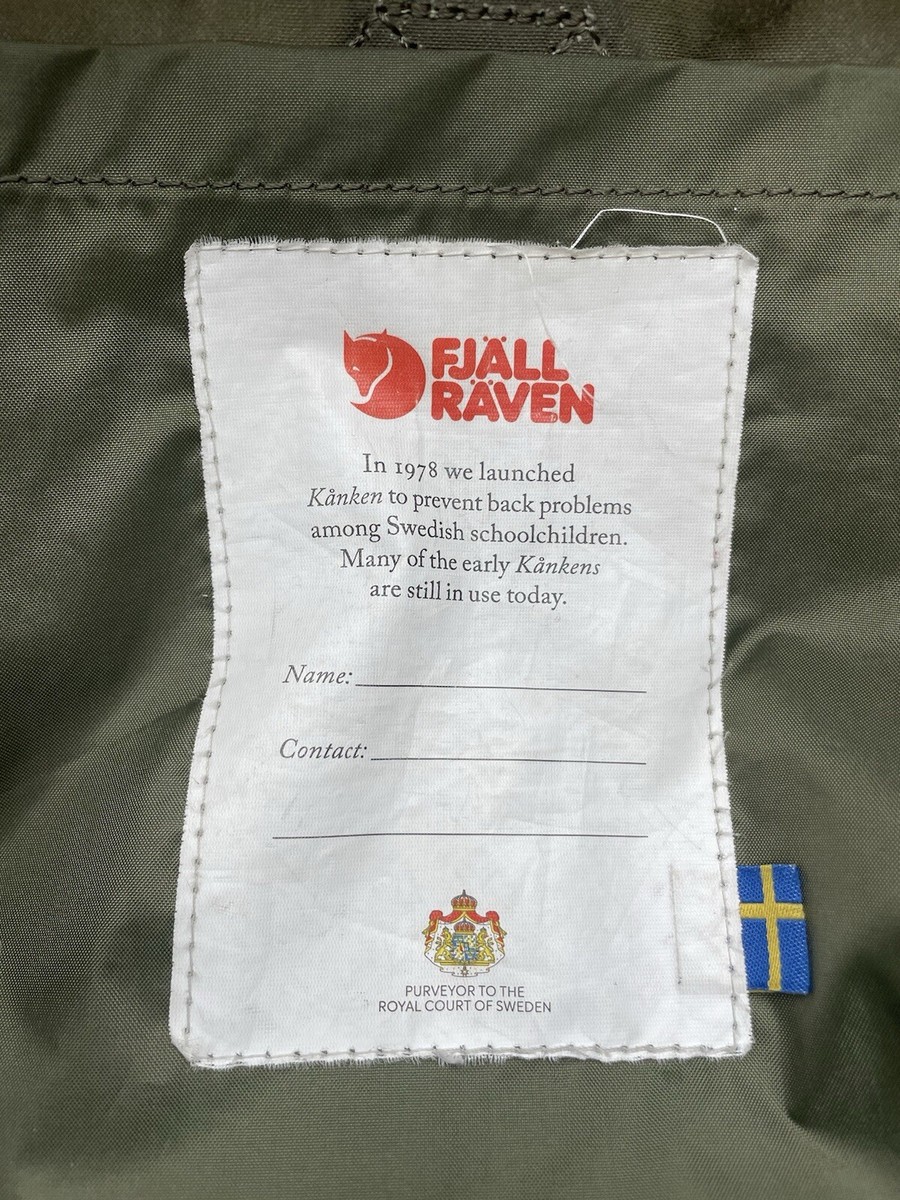 FJÄLL
RÄVEN
In 1978 we launched
Kånken to prevent back problems
among Swedish schoolchildren.
Many of the early Kånkens
are still in use today.
Name:
Contact:
PURVEYOR TO THE
ROYAL COURT OF SWEDEN